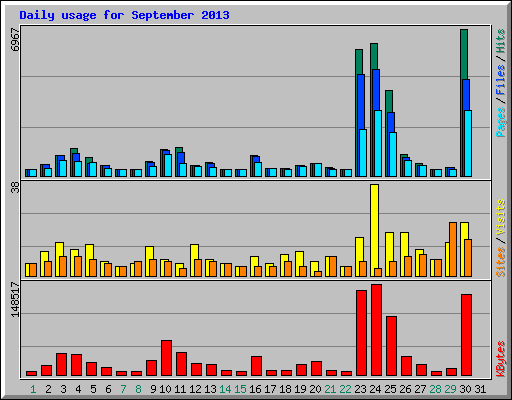 Daily usage for September 2013
6967
38
148517
Pages/Files/Hits
Sites/Visits
KBytes
1 2 3 4 5 6 7 8 9 10 11 12 13 14 15 16 17 18 19 20 21 22 23 24 25 26 27 28 29 30 31